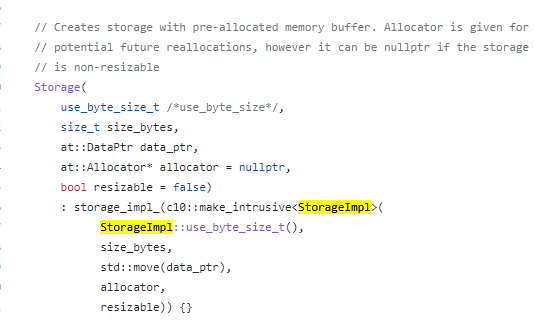 // Creates storage with pre-allocated memory buffer. Allocator is given for
// potential future reallocations, however it can be nullptr if the storage
// is non-resizable
Storage(
use_byte_size_t /*use_byte_size*/,
size_t size_bytes,
at::DataPtr data_ptr,
at::Allocator* allocator = nullptr,
bool resizable = false)
: storage_impl_(c10::make_intrusive<StorageImpl>(
StorageImpl::use_byte_size_t(),
size_bytes,
std::move(data_ptr),
allocator,
resizable)) {}